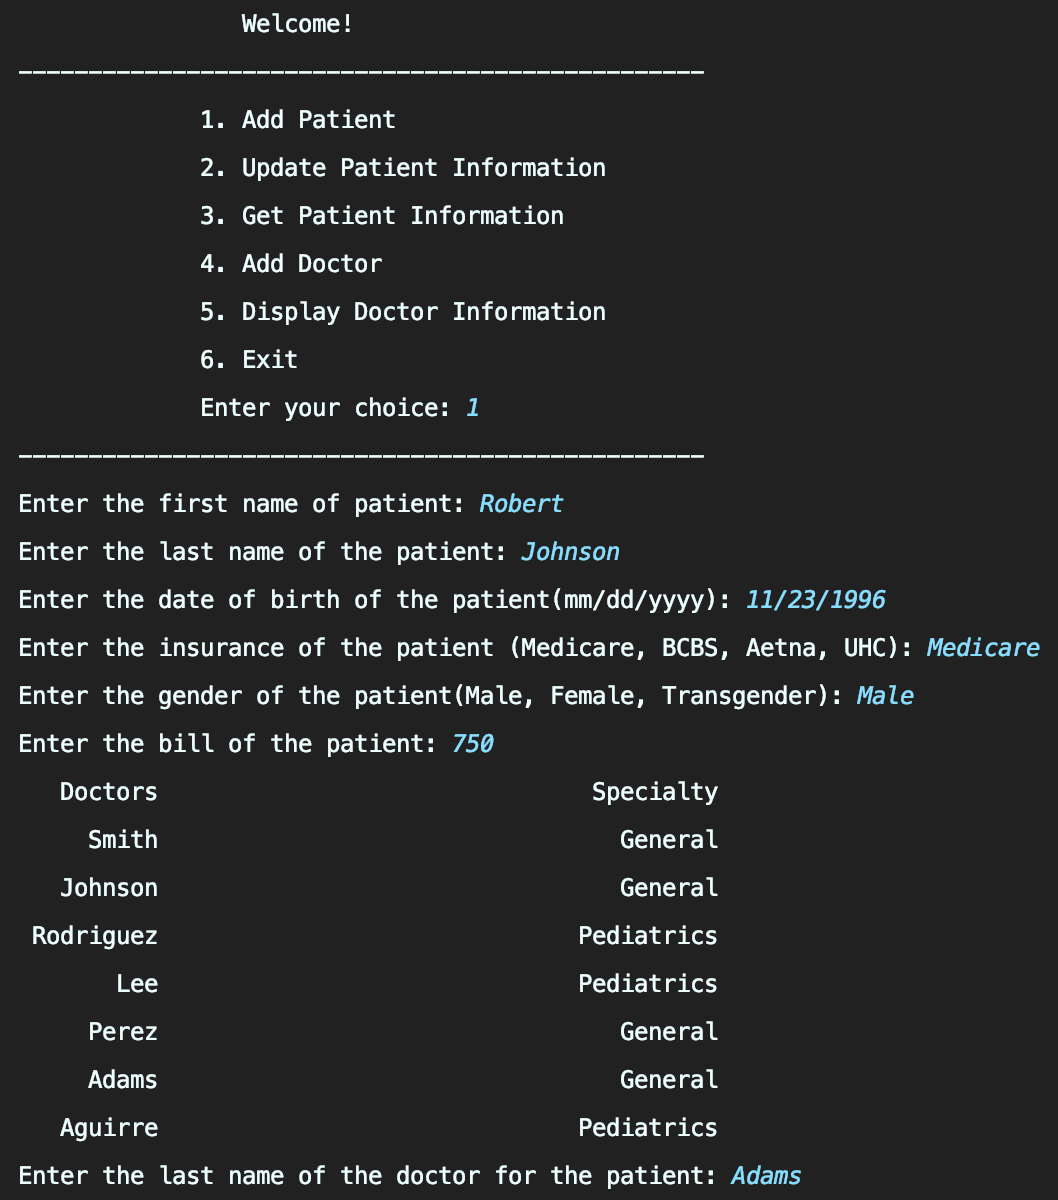 Welcome!
_________________________________________________
1. Add Patient
2. Update Patient Information
3. Get Patient Information
4. Add Doctor
5. Display Doctor Information
6. Exit
Enter your choice: 1
_________________________________________________
Enter the first name of patient: Robert
Enter the last name of the patient: Johnson
Enter the date of birth of the patient(mm/dd/yyyy): 11/23/1996
Enter the insurance of the patient (Medicare, BCBS, Aetna, UHC): Medicare
Enter the gender of the patient(Male, Female, Transgender): Male
Enter the bill of the patient: 750
Doctors Specialty
Smith General
Johnson General
Rodriguez Pediatrics
Lee Pediatrics
Perez General
Adams General
Aguirre Pediatrics
Enter the last name of the doctor for the patient: Adams